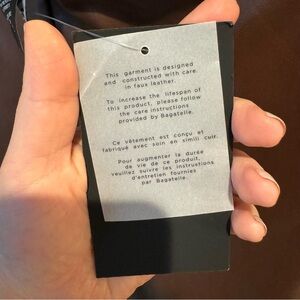 This garment is designed
and constructed with care
in faux leather.
To increase the lifespan of
this product, please follow
the care instructions
provided by Bagatelle.
Ce vêtement est conçu et
fabriqué avec soin en simili cuir.
Pour augmenter la durée
de vie de ce produit,
veuillez suivre les instructions
d'entretien fournies
par Bagatelle.